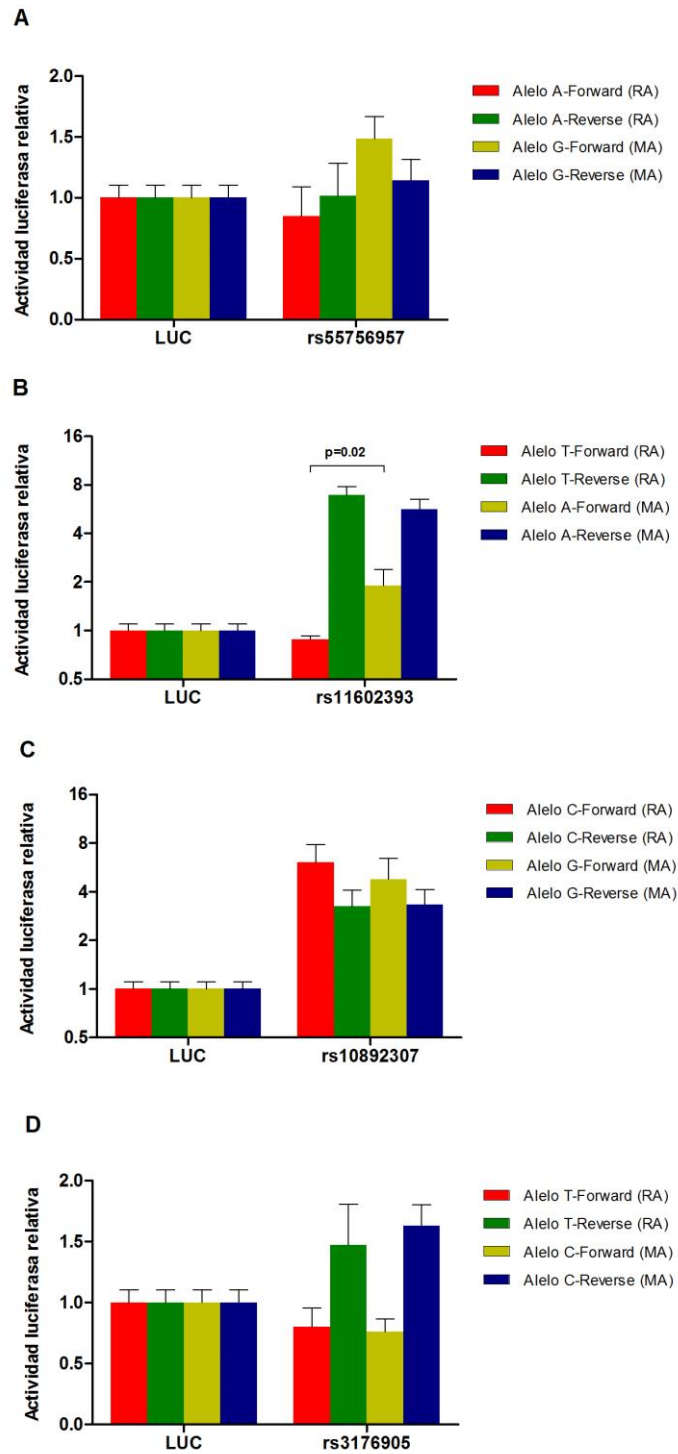 A
Actividad luciferasa relativa
2.0
1.5
1.0
0.5
0.0
LUC
rs55756957
Alelo A-Forward (RA)
Alelo A-Reverse (RA)
Alelo G-Forward (MA)
Alelo G-Reverse (MA)
B
Actividad luciferasa relativa
16
8
4
2
1
0.5
p=0.02
LUC
rs11602393
Alelo T-Forward (RA)
Alelo T-Reverse (RA)
Alelo A-Forward (MA)
Alelo A-Reverse (MA)
C
Actividad luciferasa relativa
16
8
4
2
1
0.5
LUC
rs10892307
Alelo C-Forward (RA)
Alelo C-Reverse (RA)
Alelo G-Forward (MA)
Alelo G-Reverse (MA)
D
Actividad luciferasa relativa
2.0
1.5
1.0
0.5
0.0
LUC
rs3176905
Alelo T-Forward (RA)
Alelo T-Reverse (RA)
Alelo C-Forward (MA)
Alelo C-Reverse (MA)